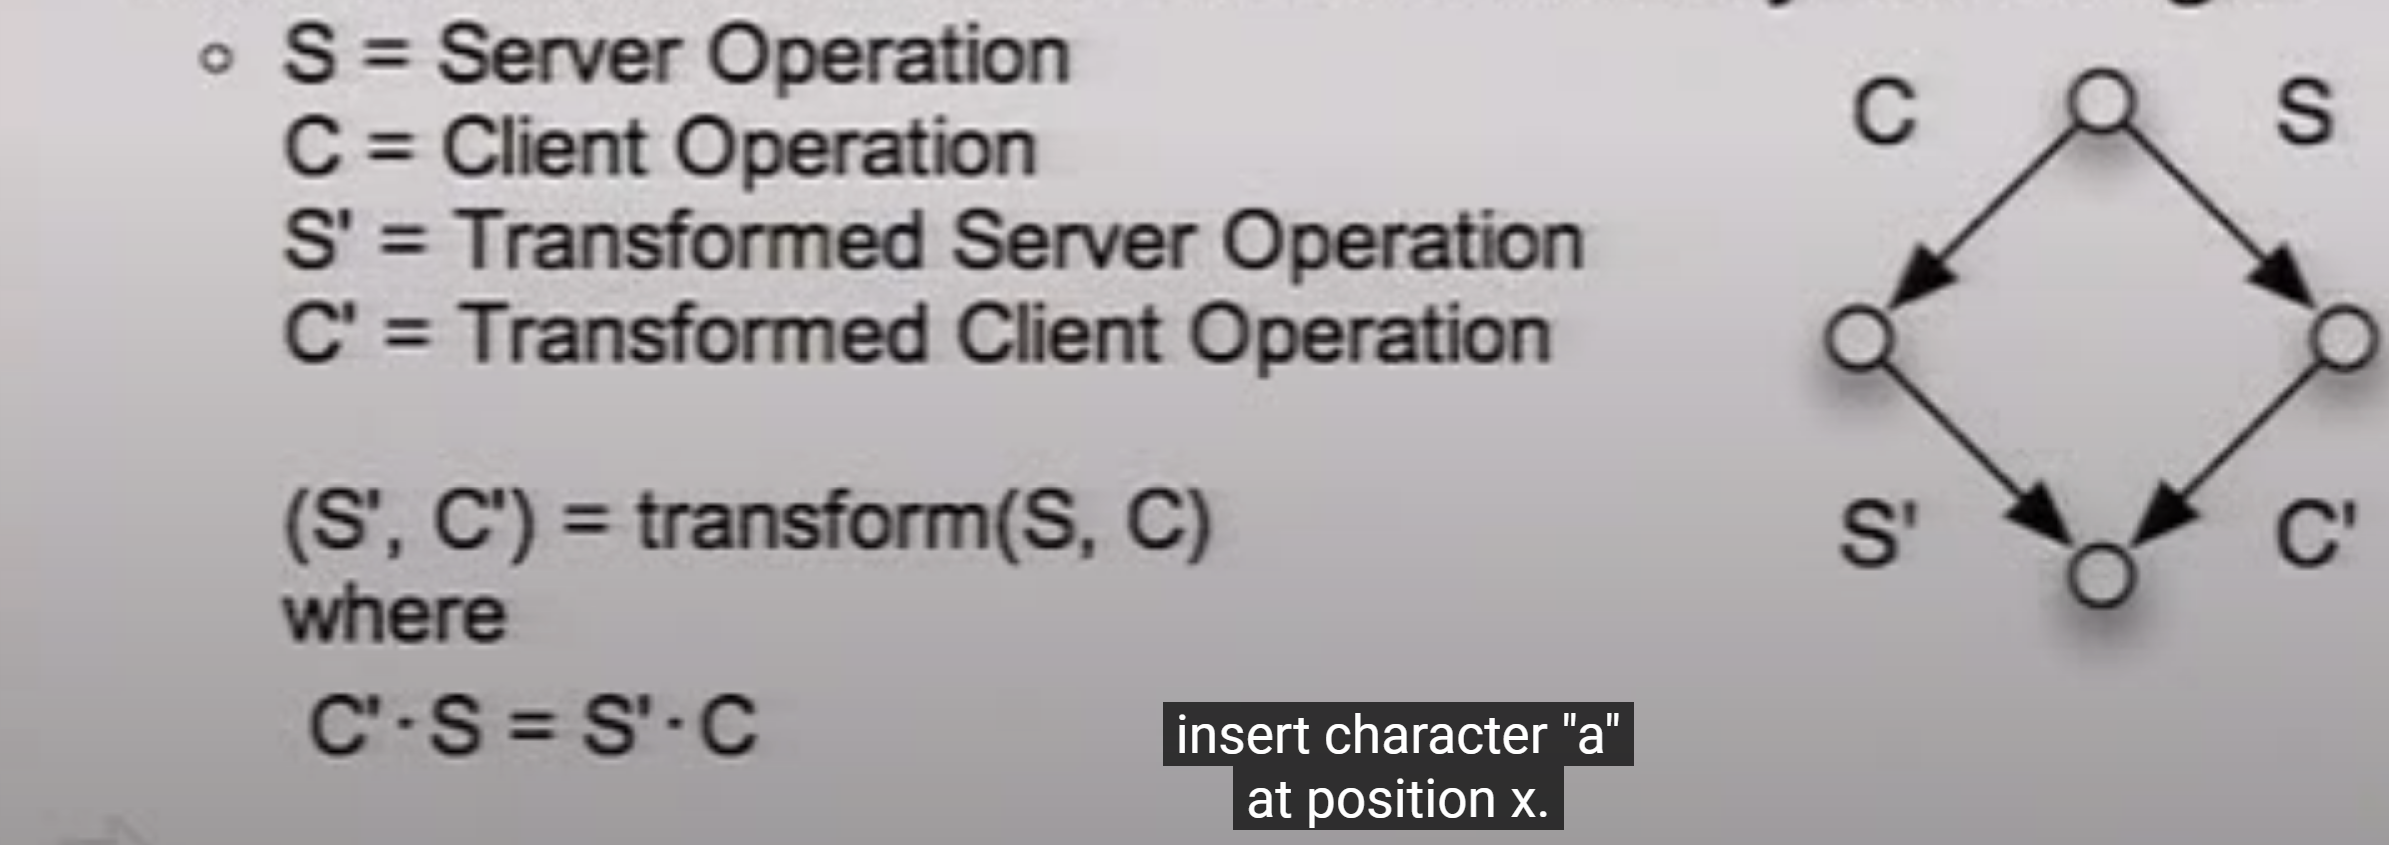 S = Server Operation
C = Client Operation
S' = Transformed Server Operation
C' = Transformed Client Operation
(S', C') = transform(S, C)
where
C'·S = S'·C
C
S
S'
C'
insert character "a"
at position x.